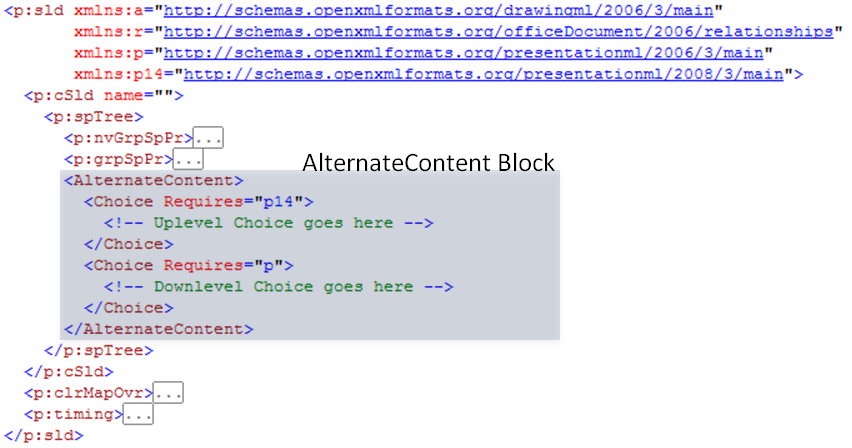 <p:sld xmlns:a="http://schemas.openxmlformats.org/drawingml/2006/3/main"
xmlns:r="http://schemas.openxmlformats.org/officeDocument/2006/relationships"
xmlns:p="http://schemas.openxmlformats.org/presentationml/2006/3/main"
xmlns:p14="http://schemas.openxmlformats.org/presentationml/2008/3/main">
<p:cSld name="">
<p:spTree>
<p:nvGrpSpPr>...
<p:grpSpPr>...
AlternateContent Block
<AlternateContent>
<Choice Requires="p14">
<!-- Uplevel Choice goes here -->
</Choice>
<Choice Requires="p">
<!-- Downlevel Choice goes here -->
</Choice>
</AlternateContent>
</p:spTree>
</p:cSld>
<p:clrMapOvr>...
<p:timing>...
</p:sld>